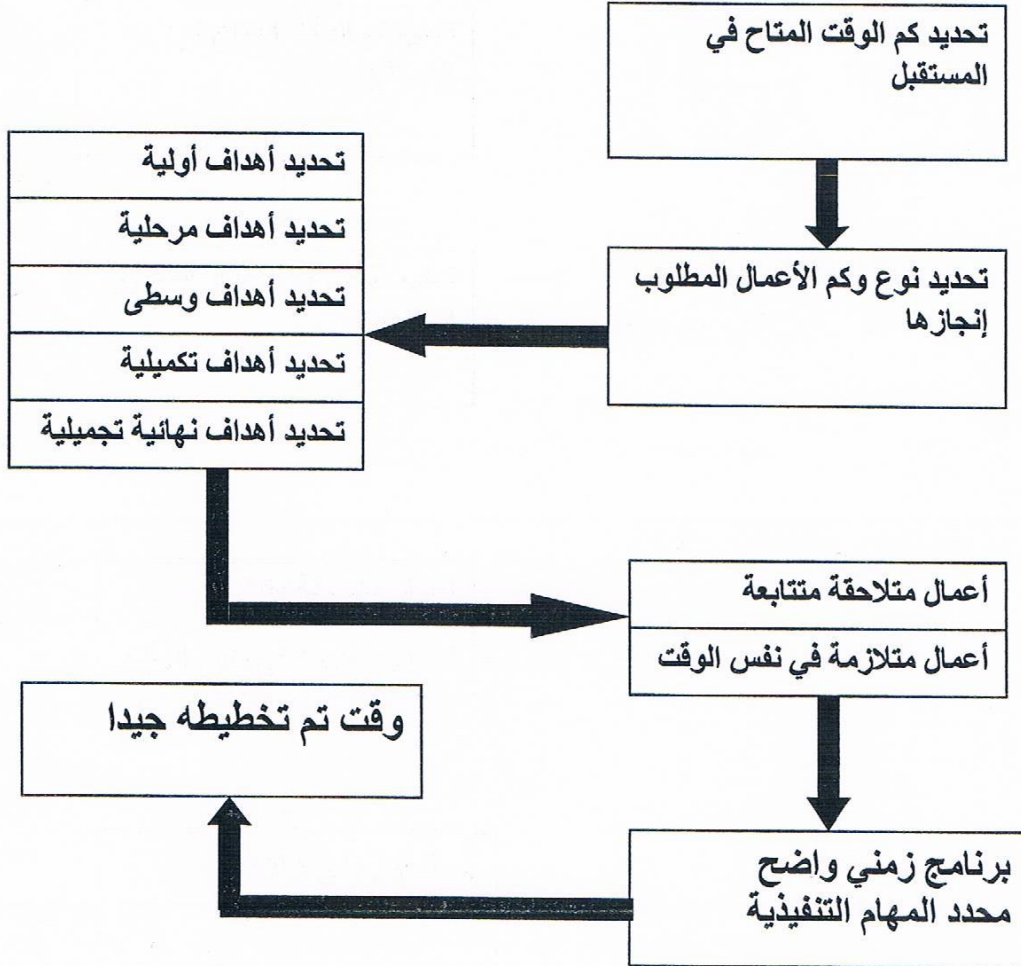 تحديد كم الوقت المتاح في
المستقبل
تحديد نوع وكم الأعمال المطلوب
إنجازها
تحديد أهداف أولية
تحديد أهداف مرحلية
تحديد أهداف وسطى
تحديد أهداف تكميلية
تحديد أهداف نهائية تجميلية
أعمال متلاحقة متتابعة
أعمال متلازمة في نفس الوقت
برنامج زمني واضح
محدد المهام التنفيذية
وقت تم تخطيطه جيدا